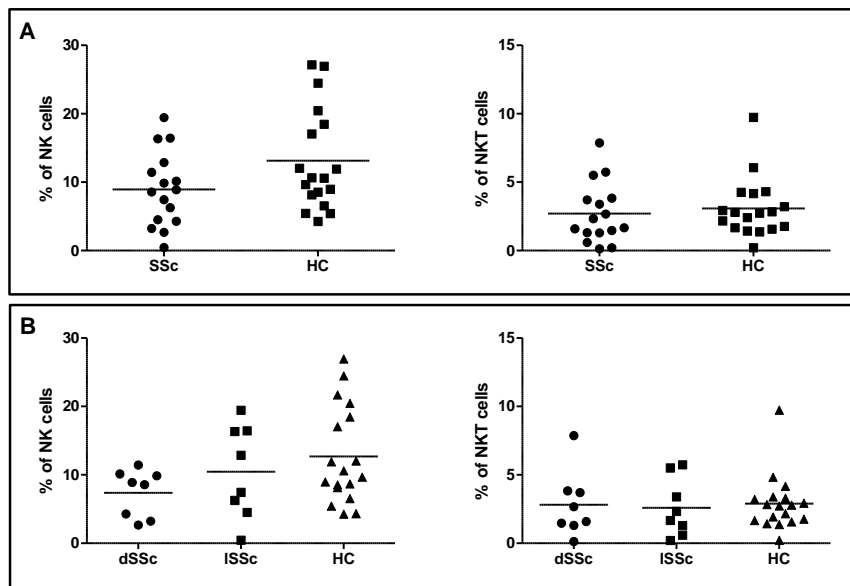 A
% of NK cells
30
20
10
0
SSc HC
% of NKT cells
15
10
5
0
SSc HC
B
% of NK cells
30
20
10
0
dSSc lSSc HC
% of NKT cells
15
10
5
0
dSSc lSSc HC